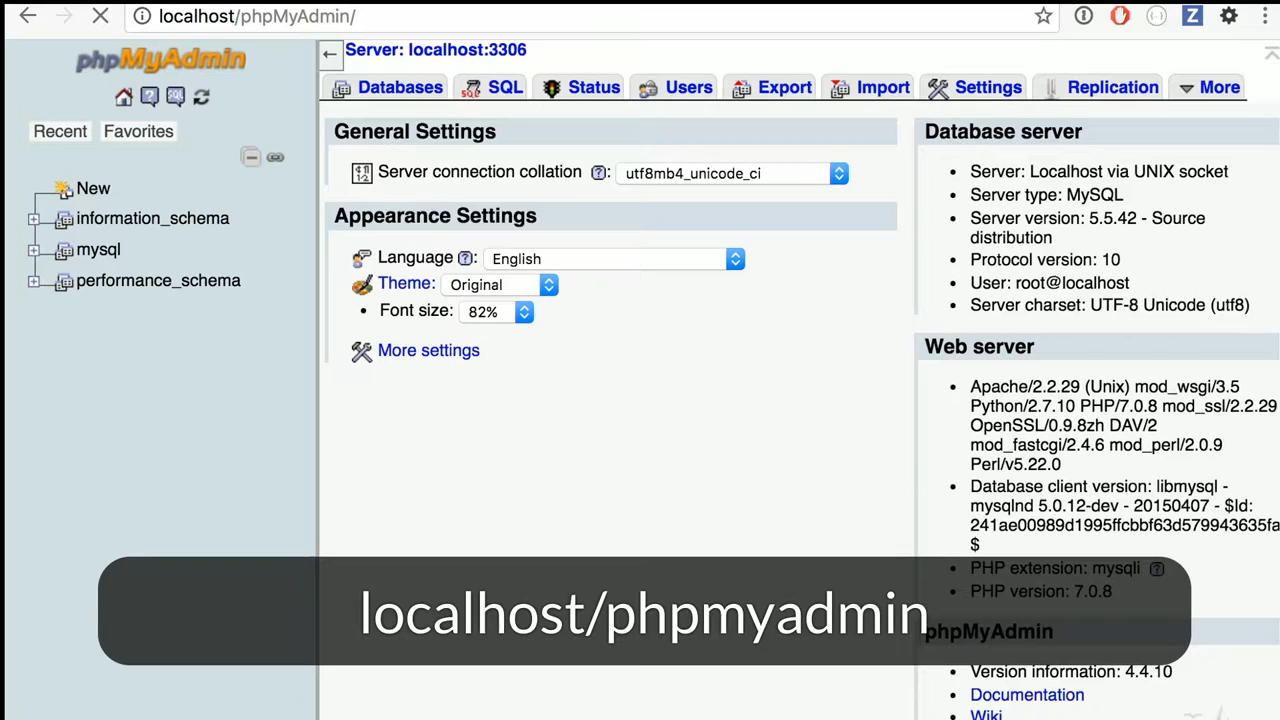 localhost/phpMyAdmin/
phpMyAdmin
Recent Favorites
New
information_schema
mysql
performance_schema
Server: localhost:3306
Databases SQL Status Users Export Import Settings Replication More
General Settings
Server connection collation ?: utf8mb4_unicode_ci
Appearance Settings
Language ?: English
Theme: Original
• Font size: 82%
More settings
Database server
• Server: Localhost via UNIX socket
• Server type: MySQL
• Server version: 5.5.42 - Source
distribution
• Protocol version: 10
• User: root@localhost
• Server charset: UTF-8 Unicode (utf8)
Web server
• Apache/2.2.29 (Unix) mod_wsgi/3.5
Python/2.7.10 PHP/7.0.8 mod_ssl/2.2.29
OpenSSL/0.9.8zh DAV/2
mod_fastcgi/2.4.6 mod_perl/2.0.9
Perl/v5.22.0
• Database client version: libmysql -
mysqlnd 5.0.12-dev - 20150407 - $Id:
241ae00989d1995ffcbbf63d579943635fa
$
• PHP extension: mysqli ?
• PHP version: 7.0.8
phpMyAdmin
• Version information: 4.4.10
• Documentation
• Wiki
localhost/phpmyadmin